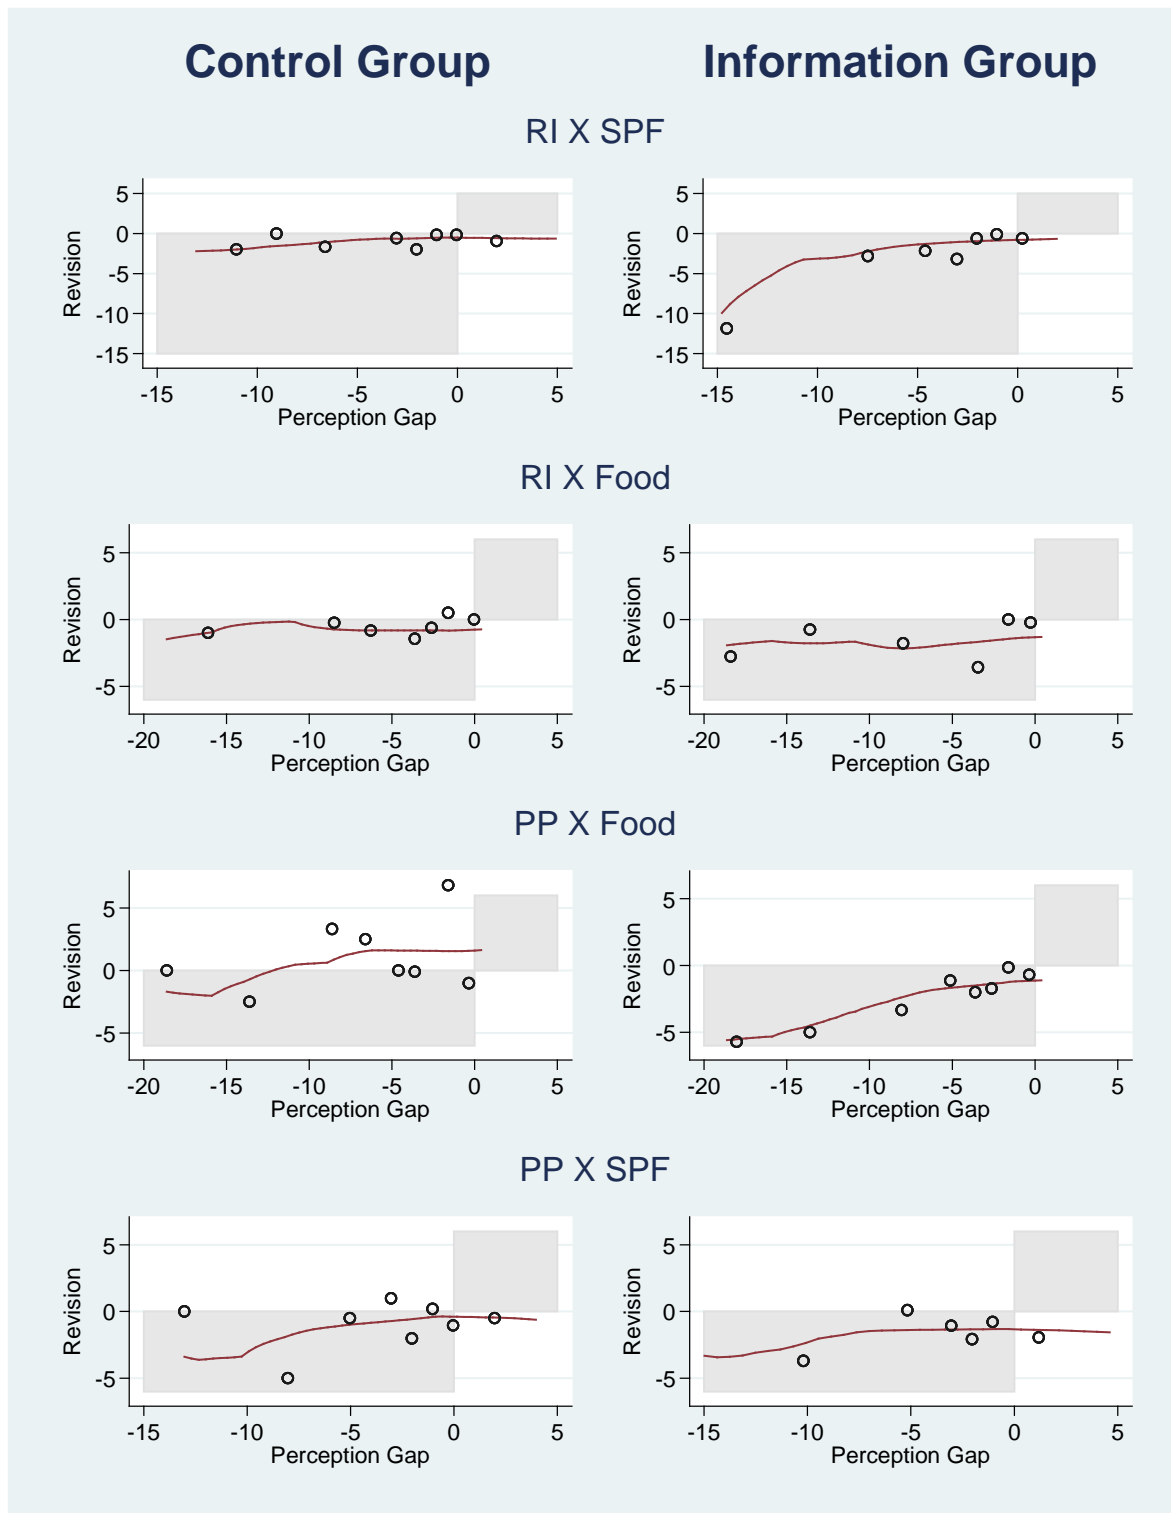 Control Group
Information Group
RI X SPF
5
0
-5
-10
-15
Revision
-15 -10 -5 0 5
Perception Gap
5
0
-5
-10
-15
Revision
-15 -10 -5 0 5
Perception Gap
RI X Food
5
0
-5
Revision
-20 -15 -10 -5 0 5
Perception Gap
5
0
-5
Revision
-20 -15 -10 -5 0 5
Perception Gap
PP X Food
5
0
-5
Revision
-20 -15 -10 -5 0 5
Perception Gap
5
0
-5
Revision
-20 -15 -10 -5 0 5
Perception Gap
PP X SPF
5
0
-5
Revision
-15 -10 -5 0 5
Perception Gap
5
0
-5
Revision
-15 -10 -5 0 5
Perception Gap